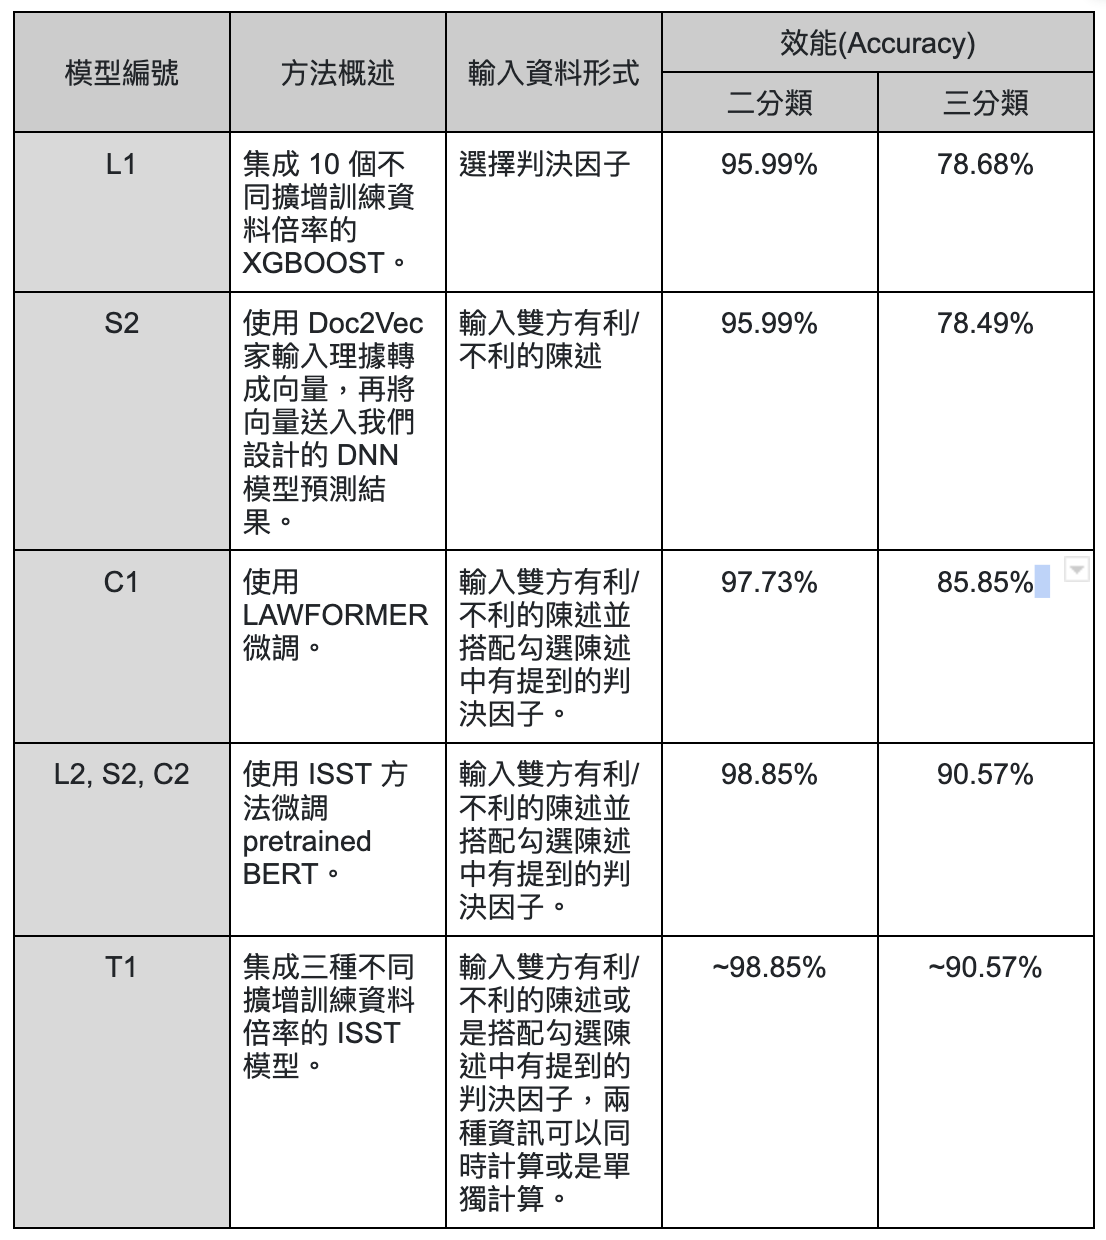 模型編號
方法概述
輸入資料形式
效能(Accuracy)
二分類
三分類
L1
集成 10 個不
同擴增訓練資
料倍率的
XGBOOST。
選擇判決因子
95.99%
78.68%
S2
使用 Doc2Vec
家輸入理據轉
成向量，再將
向量送入我們
設計的 DNN
模型預測結
果。
輸入雙方有利/
不利的陳述
95.99%
78.49%
C1
使用
LAWFORMER
微調。
輸入雙方有利/
不利的陳述並
搭配勾選陳述
中有提到的判
決因子。
97.73%
85.85%
L2, S2, C2
使用 ISST 方
法微調
pretrained
BERT。
輸入雙方有利/
不利的陳述並
搭配勾選陳述
中有提到的判
決因子。
98.85%
90.57%
T1
集成三種不同
擴增訓練資料
倍率的 ISST
模型。
輸入雙方有利/
不利的陳述或
是搭配勾選陳
述中有提到的
判決因子，兩
種資訊可以同
時計算或是單
獨計算。
~98.85%
~90.57%